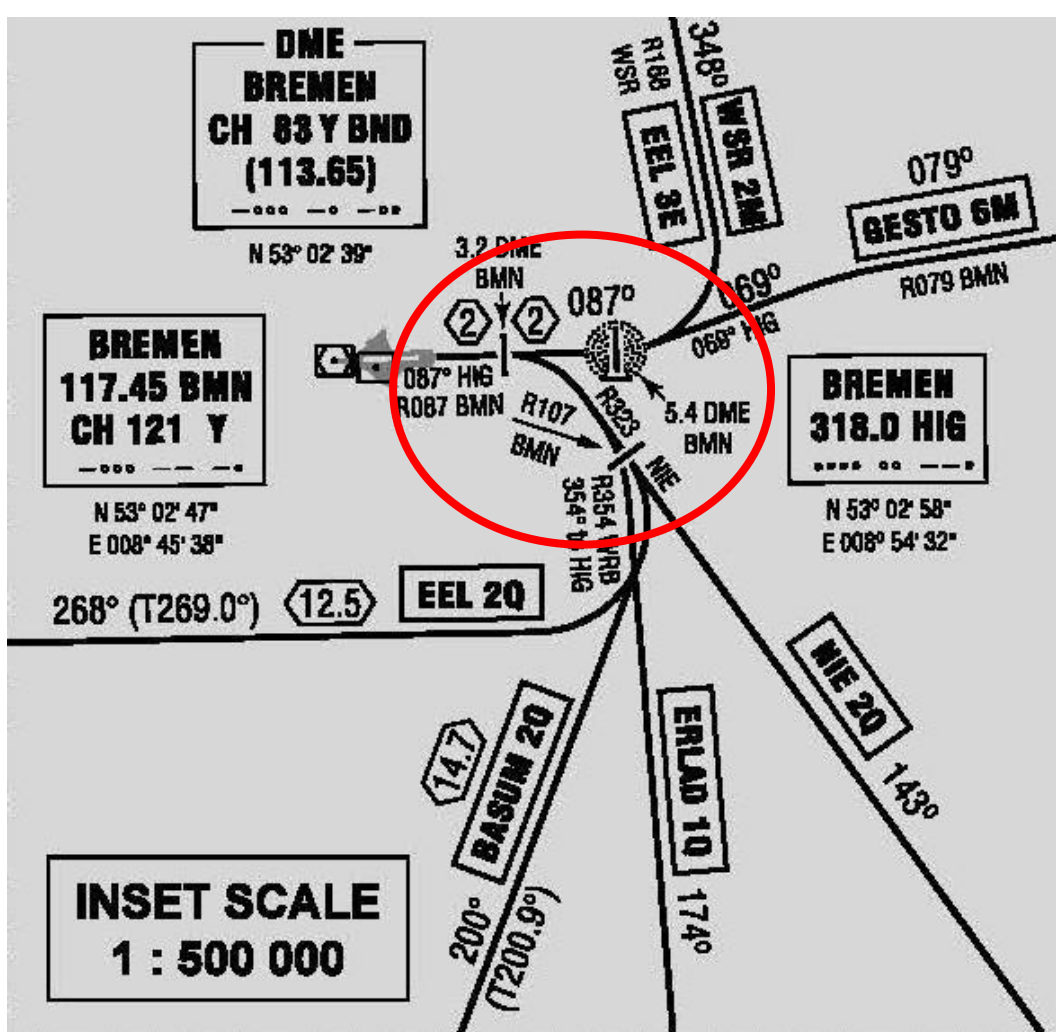 DME
BREMEN
CH 83 Y BND
(113.65)
N 53° 02' 39"
R168
WSR
348°
EEL 3E
WSR 2M
079°
GESTO 6M
R079 BMN
3.2 DME
BMN
2
2
087°
069°
069° HIG
087° HIG
R087 BMN
R107
BMN
R323
NIE
5.4 DME
BMN
BREMEN
117.45 BMN
CH 121 Y
N 53° 02' 47"
E 008° 45' 38"
BREMEN
318.0 HIG
N 53° 02' 58"
E 008° 54' 32"
R354 WRB
354° to HIG
268° (T269.0°)
12.5
EEL 2Q
NIE 2Q
143°
14.7
BASUM 2Q
ERLAD 1Q
174°
200°
(T200.9°)
INSET SCALE
1 : 500 000